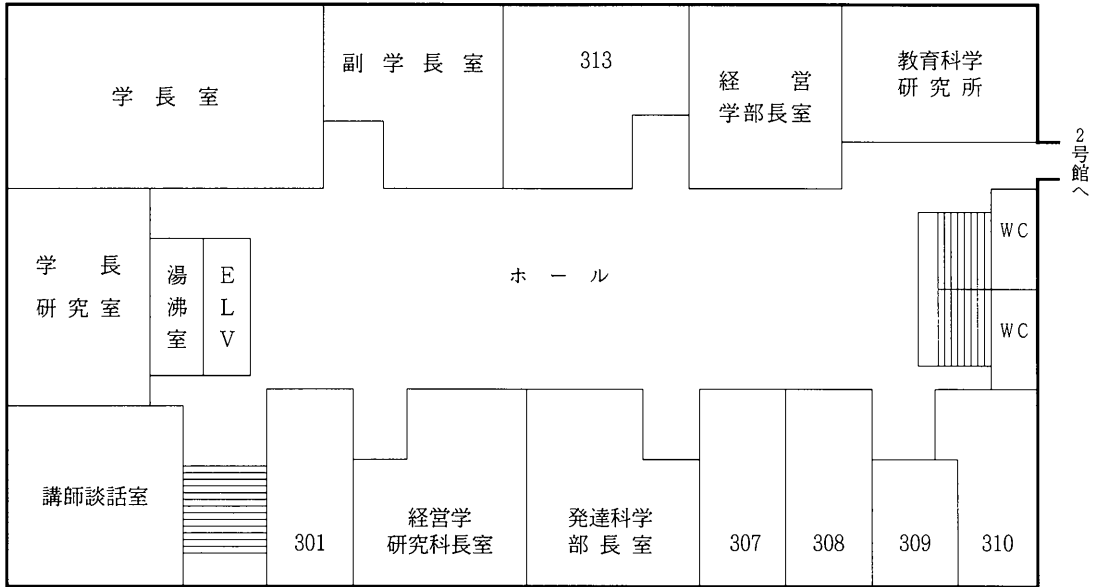 学長室
副学長室
313
経営
学部長室
教育科学
研究所
2号館へ
学長
研究室
湯沸室
ELV
ホール
WC
WC
講師談話室
301
経営学
研究科長室
発達科学
部長室
307
308
309
310